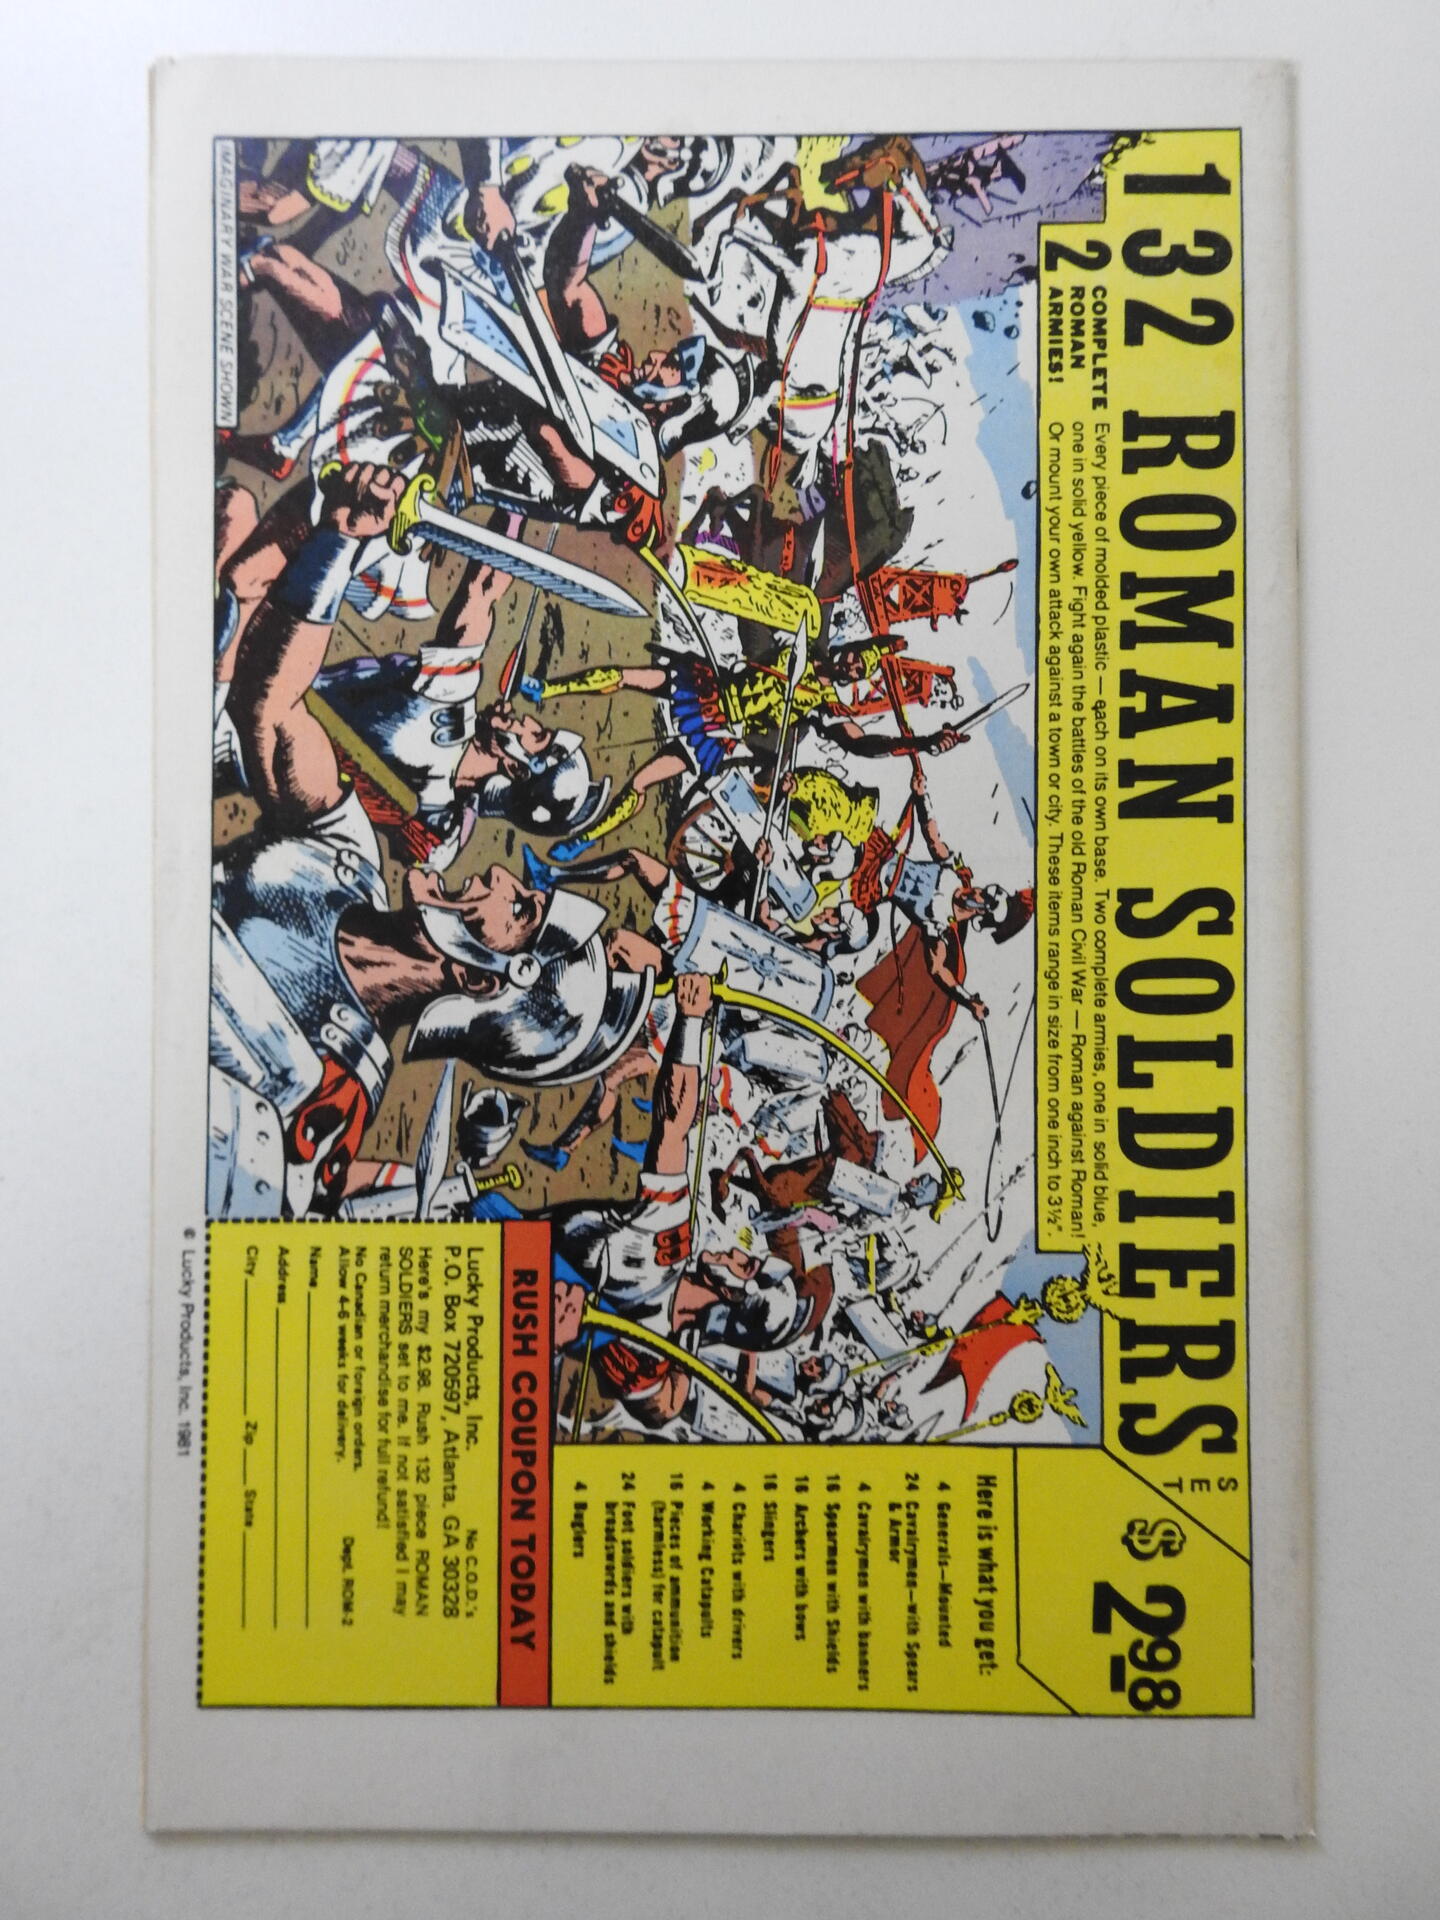 132 ROMAN SOLDIERS SET $2.98
2 COMPLETE ROMAN ARMIES!
Every piece of molded plastic — each on its own base. Two complete armies, one in solid blue,
one in solid yellow. Fight again the battles of the old Roman Civil War — Roman against Roman!
Or mount your own attack against a town or city. These items range in size from one inch to 3½".
Here is what you get:
4 Generals—Mounted
24 Cavalrymen—with Spears
& Armor
4 Cavalrymen with banners
16 Spearmen with Shields
16 Archers with bows
16 Slingers
4 Chariots with drivers
4 Working Catapults
16 Pieces of ammunition
(harmless) for catapult
24 Foot soldiers with
broadswords and shields
4 Buglers
IMAGINARY WAR SCENE SHOWN
RUSH COUPON TODAY
Lucky Products, Inc. No C.O.D.'s
P.O. Box 720597, Atlanta, GA 30328
Here's my $2.98. Rush 132 piece ROMAN
SOLDIERS set to me. If not satisfied I may
return merchandise for full refund!
No Canadian or foreign orders.
Allow 4-6 weeks for delivery. Dept. ROM-2
Name
Address
City Zip State
© Lucky Products, Inc. 1981